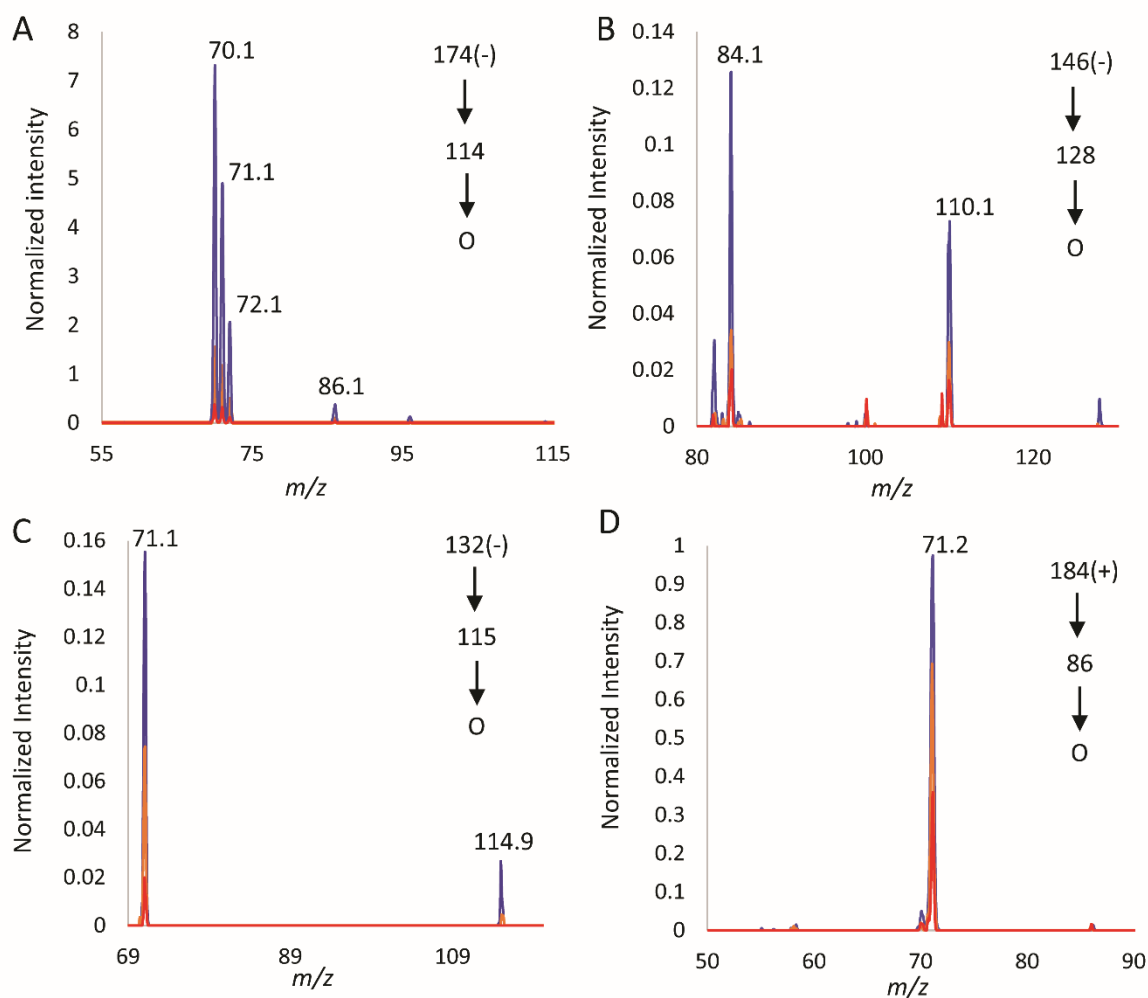 A
Normalized intensity
8
7
6
5
4
3
2
1
0
70.1
71.1
72.1
86.1
174(-)
114
O
55 75 95 115
m/z
B
Normalized Intensity
0.14
0.12
0.1
0.08
0.06
0.04
0.02
0
84.1
110.1
146(-)
128
O
80 100 120
m/z
C
Normalized Intensity
0.16
0.14
0.12
0.1
0.08
0.06
0.04
0.02
0
71.1
114.9
132(-)
115
O
69 89 109
m/z
D
Normalized Intensity
1
0.9
0.8
0.7
0.6
0.5
0.4
0.3
0.2
0.1
0
71.2
184(+)
86
O
50 60 70 80 90
m/z